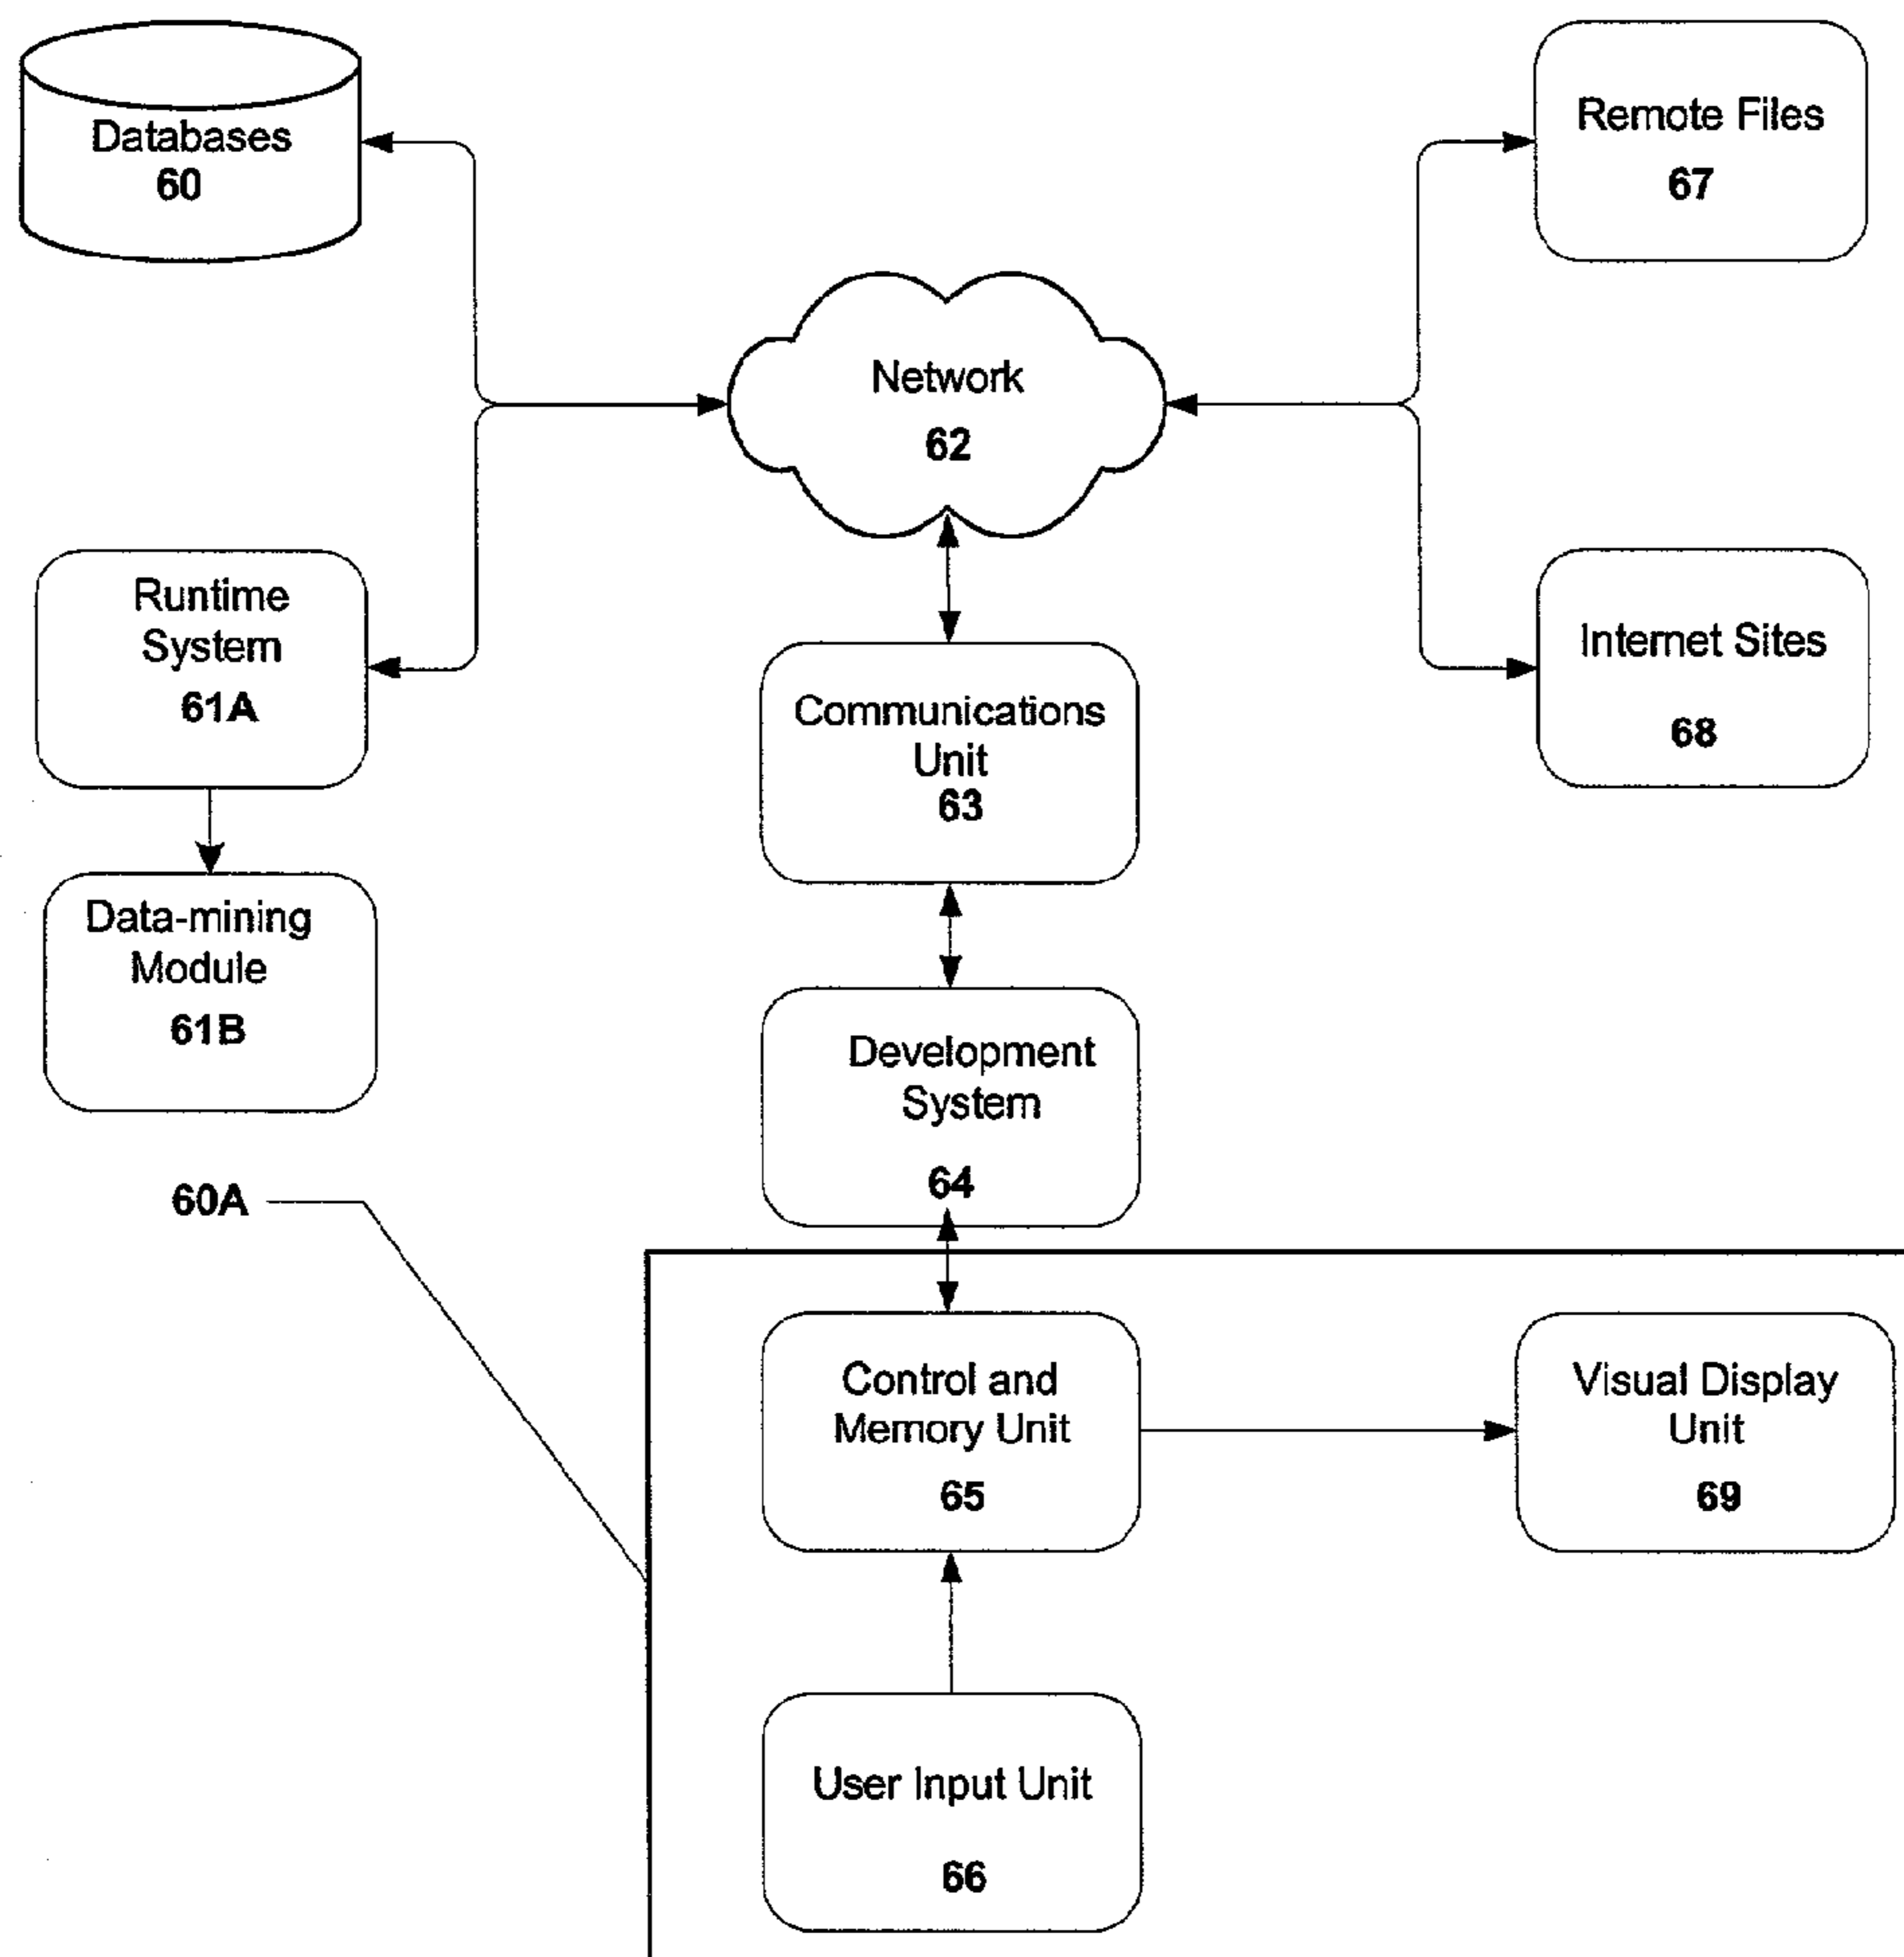 Databases
60
Remote Files
67
Network
62
Runtime
System
61A
Internet Sites
68
Communications
Unit
63
Data-mining
Module
61B
Development
System
64
60A
Control and
Memory Unit
65
Visual Display
Unit
69
User Input Unit
66